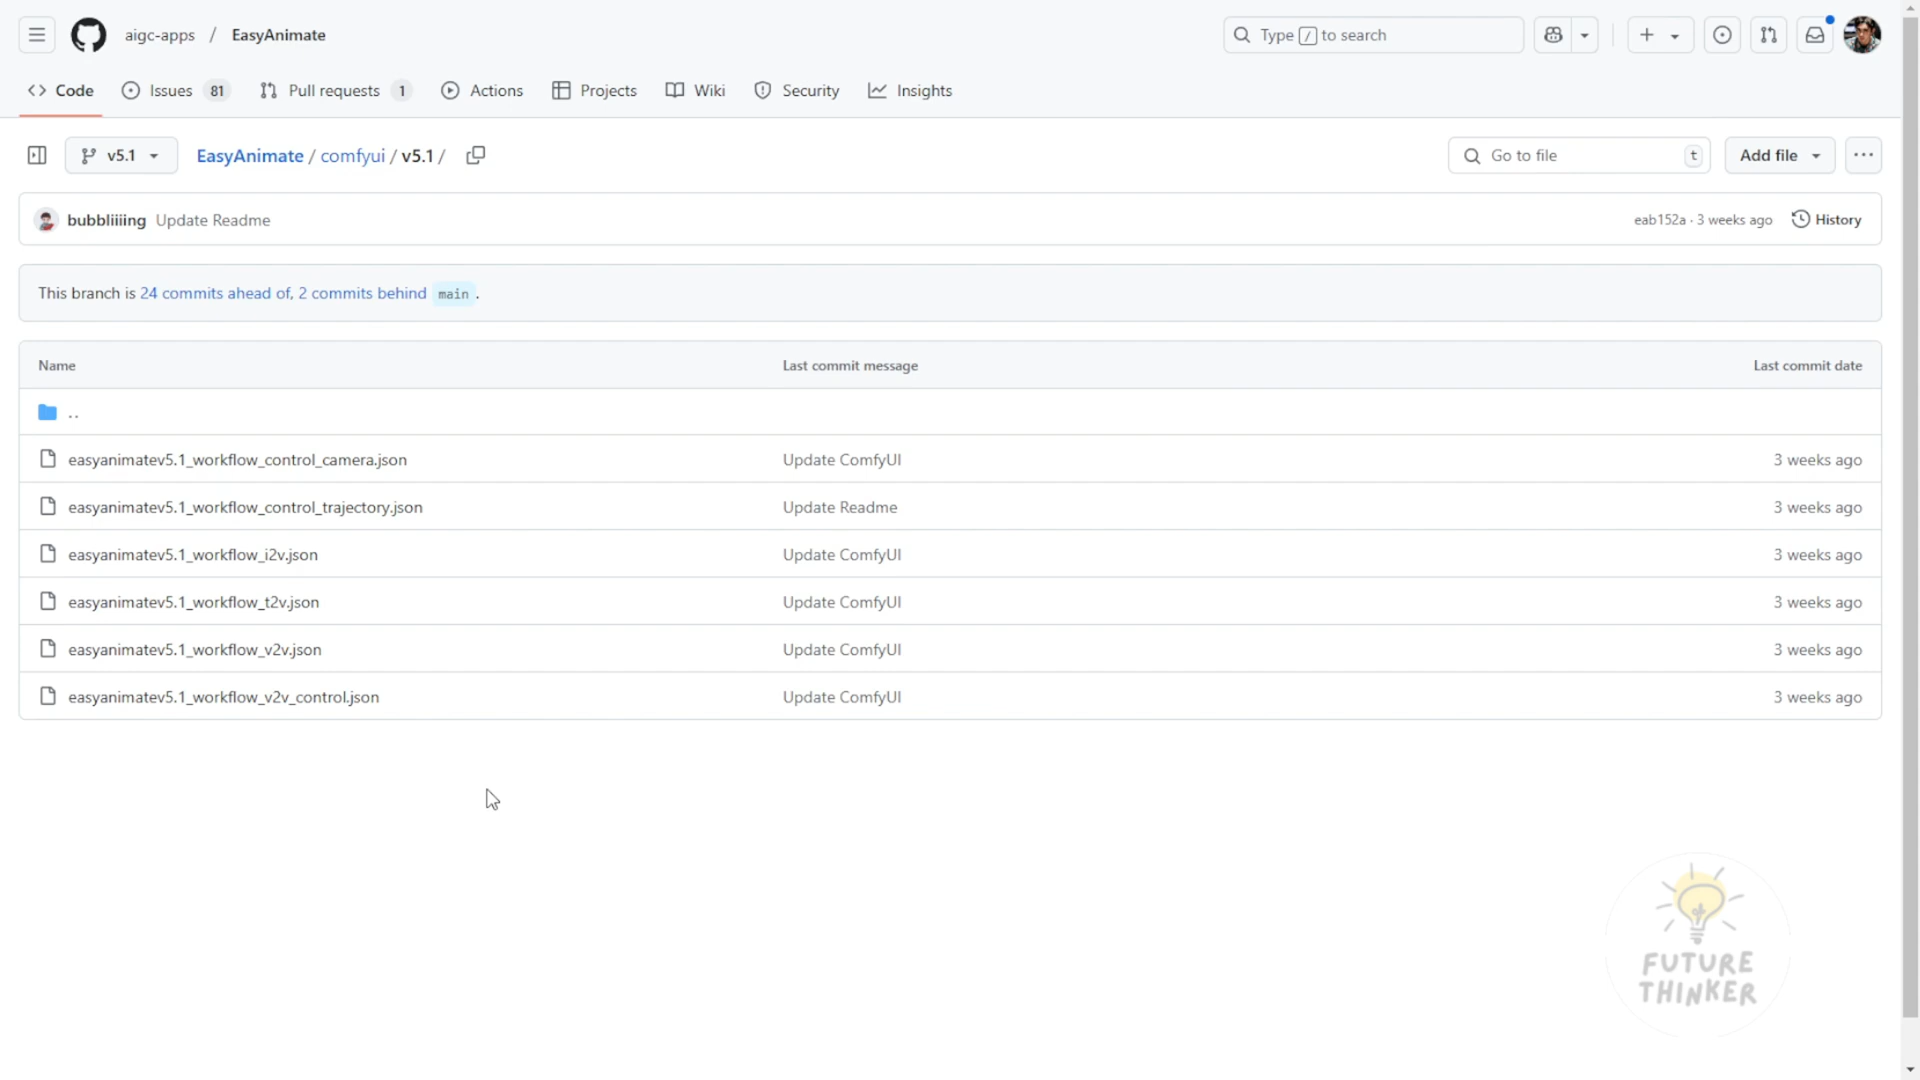 aigc-apps / EasyAnimate
Type / to search
Code
Issues 81
Pull requests 1
Actions
Projects
Wiki
Security
Insights
v5.1
EasyAnimate / comfyui / v5.1 /
Go to file t
Add file
bubbliiiing Update Readme
eab152a · 3 weeks ago
History
This branch is 24 commits ahead of, 2 commits behind main .
Name Last commit message Last commit date
..
easyanimatev5.1_workflow_control_camera.json Update ComfyUI 3 weeks ago
easyanimatev5.1_workflow_control_trajectory.json Update Readme 3 weeks ago
easyanimatev5.1_workflow_i2v.json Update ComfyUI 3 weeks ago
easyanimatev5.1_workflow_t2v.json Update ComfyUI 3 weeks ago
easyanimatev5.1_workflow_v2v.json Update ComfyUI 3 weeks ago
easyanimatev5.1_workflow_v2v_control.json Update ComfyUI 3 weeks ago
FUTURE
THINKER